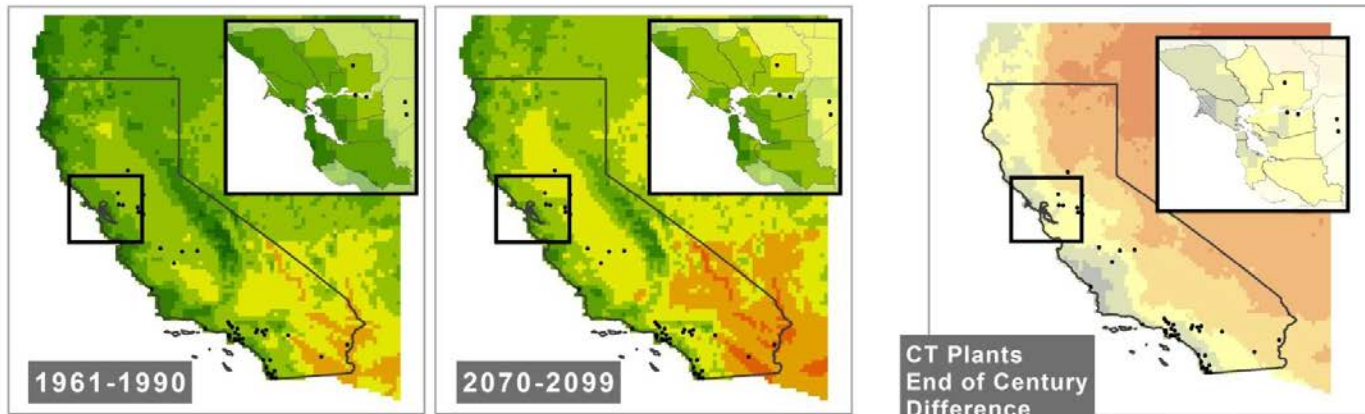 1961-1990
2070-2099
CT Plants
End of Century
Difference